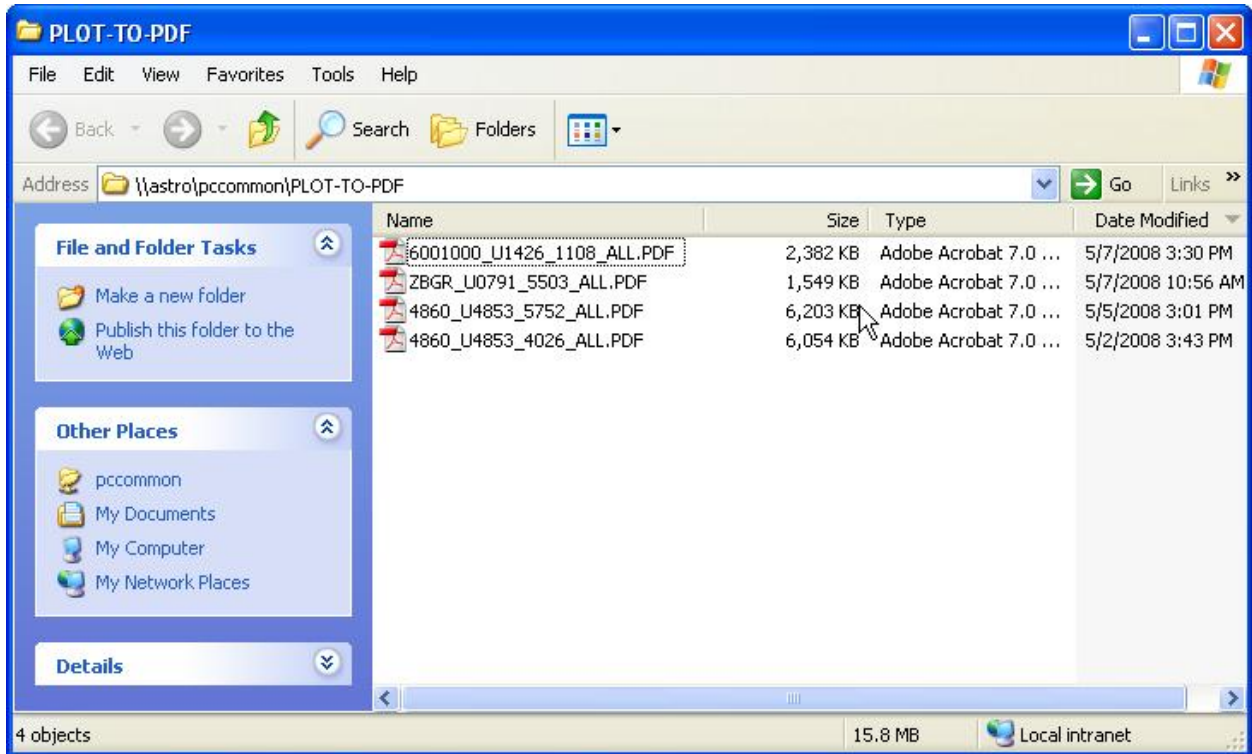 PLOT-TO-PDF
File Edit View Favorites Tools Help
Back Search Folders
Address \\astro\pccommon\PLOT-TO-PDF Go Links »
Name Size Type Date Modified
6001000_U1426_1108_ALL.PDF 2,382 KB Adobe Acrobat 7.0 ... 5/7/2008 3:30 PM
ZBGR_U0791_5503_ALL.PDF 1,549 KB Adobe Acrobat 7.0 ... 5/7/2008 10:56 AM
4860_U4853_5752_ALL.PDF 6,203 KB Adobe Acrobat 7.0 ... 5/5/2008 3:01 PM
4860_U4853_4026_ALL.PDF 6,054 KB Adobe Acrobat 7.0 ... 5/2/2008 3:43 PM
File and Folder Tasks
Make a new folder
Publish this folder to the
Web
Other Places
pccommon
My Documents
My Computer
My Network Places
Details
4 objects 15.8 MB Local intranet